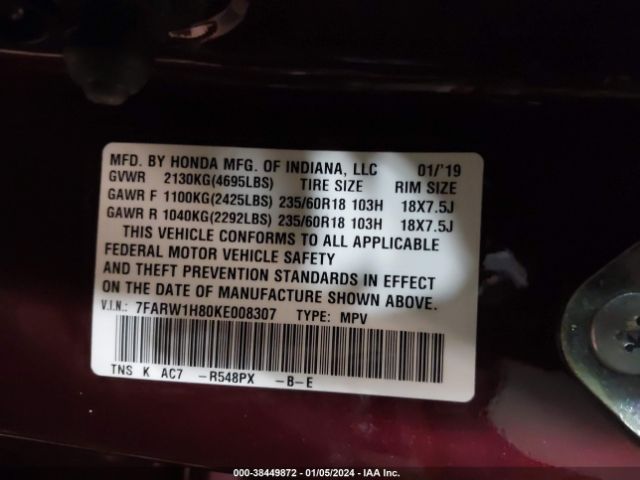 MFD. BY HONDA MFG. OF INDIANA, LLC 01/'19
GVWR 2130KG(4695LBS) TIRE SIZE RIM SIZE
GAWR F 1100KG(2425LBS) 235/60R18 103H 18X7.5J
GAWR R 1040KG(2292LBS) 235/60R18 103H 18X7.5J
THIS VEHICLE CONFORMS TO ALL APPLICABLE
FEDERAL MOTOR VEHICLE SAFETY
AND THEFT PREVENTION STANDARDS IN EFFECT
ON THE DATE OF MANUFACTURE SHOWN ABOVE.
V.I.N.: 7FARW1H80KE008307 TYPE: MPV
TNS K AC7 -R548PX -B-E
000-38449872 - 01/05/2024 - IAA Inc.